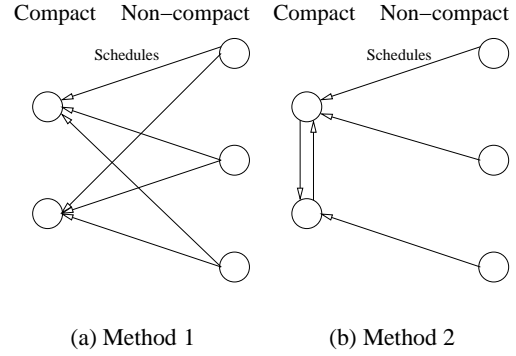 Compact Non−compact Compact Non−compact
Schedules Schedules
(a) Method 1 (b) Method 2